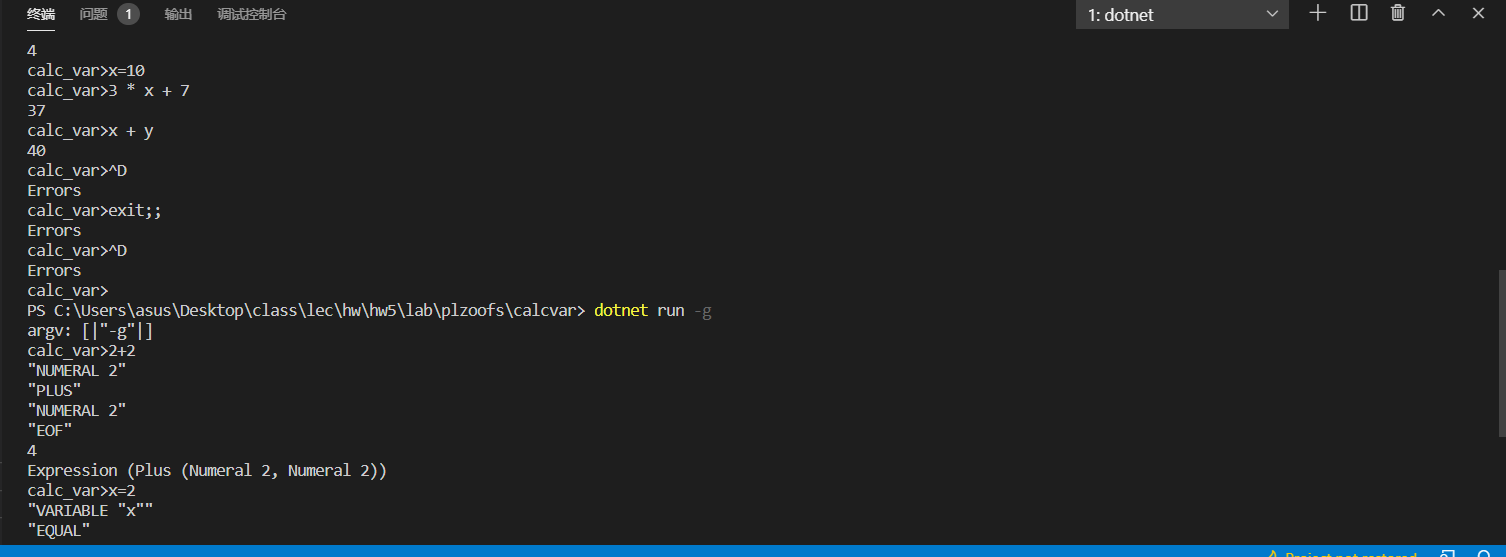 终端 问题 1 输出 调试控制台 1: dotnet
4
calc_var>x=10
calc_var>3 * x + 7
37
calc_var>x + y
40
calc_var>^D
Errors
calc_var>exit;;
Errors
calc_var>^D
Errors
calc_var>
PS C:\Users\asus\Desktop\class\lec\hw\hw5\lab\plzoofs\calcvar> dotnet run -g
argv: [|"-g"|]
calc_var>2+2
"NUMERAL 2"
"PLUS"
"NUMERAL 2"
"EOF"
4
Expression (Plus (Numeral 2, Numeral 2))
calc_var>x=2
"VARIABLE "x""
"EQUAL"
Project not restored